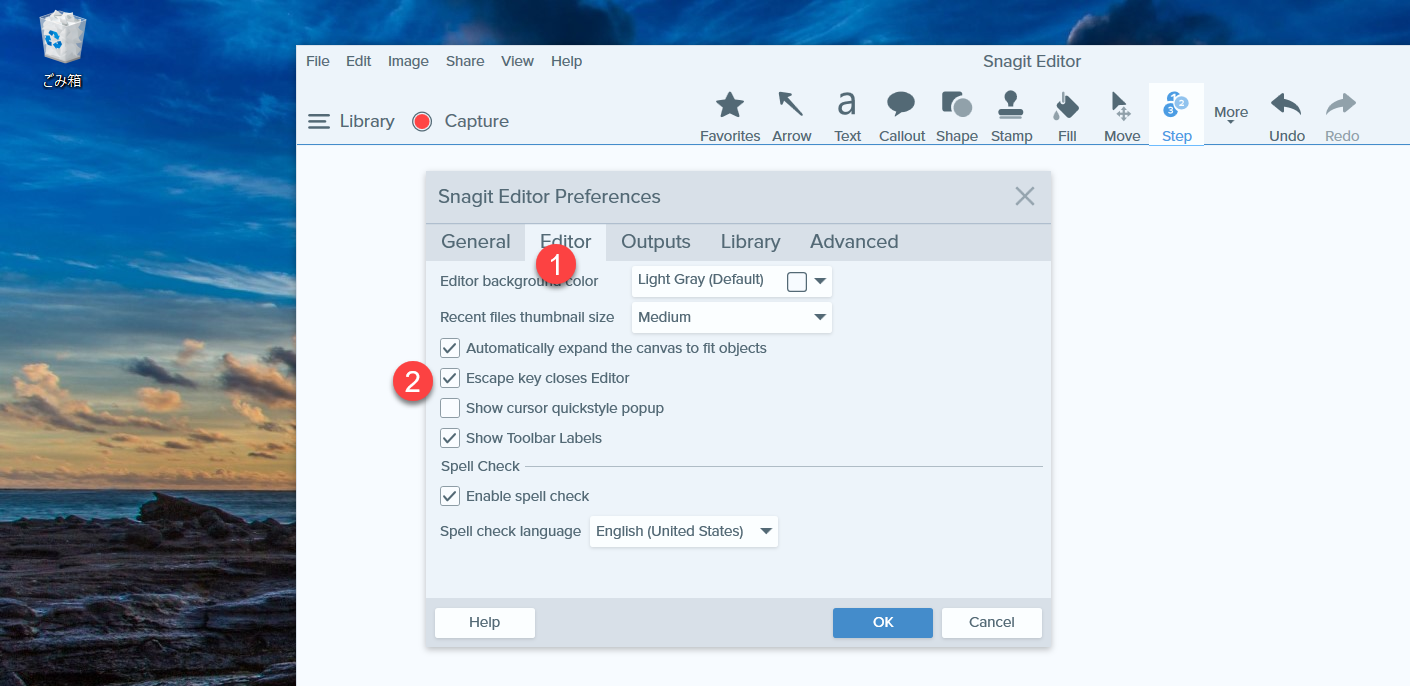 ごみ箱
File Edit Image Share View Help Snagit Editor
Library Capture Favorites Arrow a Text Callout Shape Stamp Fill Move 1 2 3 Step More Undo Redo
Snagit Editor Preferences
General Editor Outputs Library Advanced
1
Editor background color Light Gray (Default)
Recent files thumbnail size Medium
Automatically expand the canvas to fit objects
2 Escape key closes Editor
Show cursor quickstyle popup
Show Toolbar Labels
Spell Check
Enable spell check
Spell check language English (United States)
Help OK Cancel